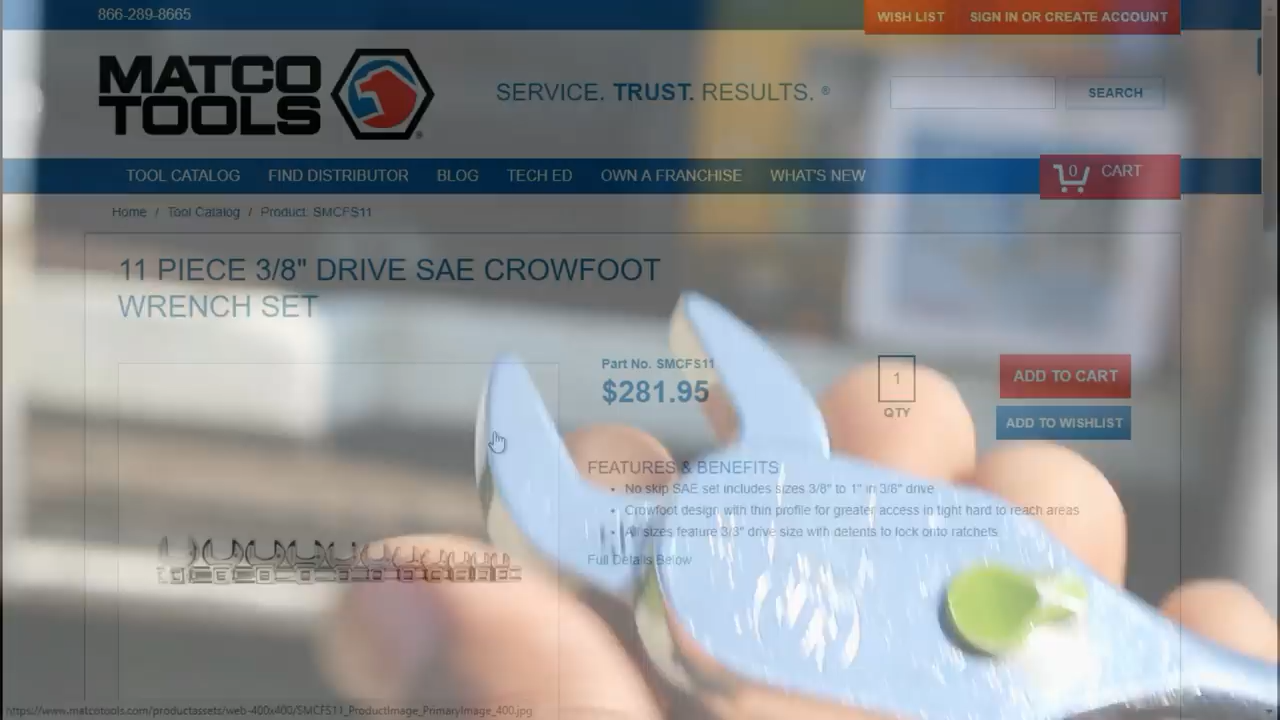 866-289-8665
WISH LIST
SIGN IN OR CREATE ACCOUNT
MATCO
TOOLS
SERVICE. TRUST. RESULTS. ®
SEARCH
TOOL CATALOG
FIND DISTRIBUTOR
BLOG
TECH ED
OWN A FRANCHISE
WHAT'S NEW
0
CART
Home / Tool Catalog / Product: SMCFS11
11 PIECE 3/8" DRIVE SAE CROWFOOT
WRENCH SET
Part No. SMCFS11
$281.95
1
QTY
ADD TO CART
ADD TO WISHLIST
FEATURES & BENEFITS
No skip SAE set includes sizes 3/8" to 1" in 3/8" drive
Crowfoot design with thin profile for greater access in tight hard to reach areas
All sizes feature 3/3" drive size with detents to lock onto ratchets
Full Details Below
https://www.matcotools.com/productassets/web-400x400/SMCFS11_ProductImage_PrimaryImage_400.jpg